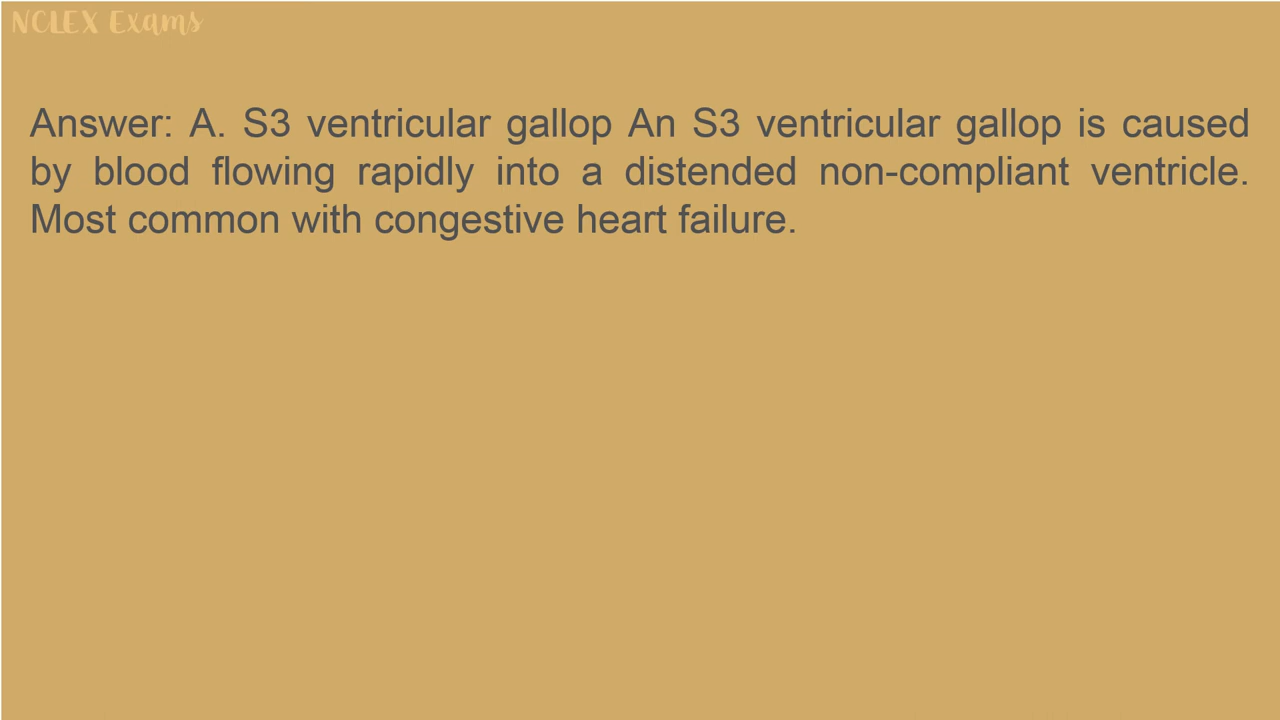 NCLEX Exams
Answer: A. S3 ventricular gallop An S3 ventricular gallop is caused
by blood flowing rapidly into a distended non-compliant ventricle.
Most common with congestive heart failure.